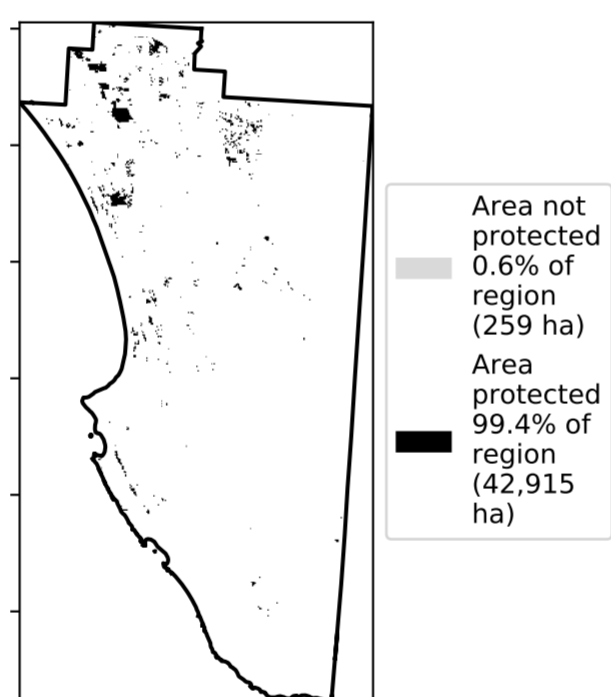 Area not
protected
0.6% of
region
(259 ha)
Area
protected
99.4% of
region
(42,915
ha)